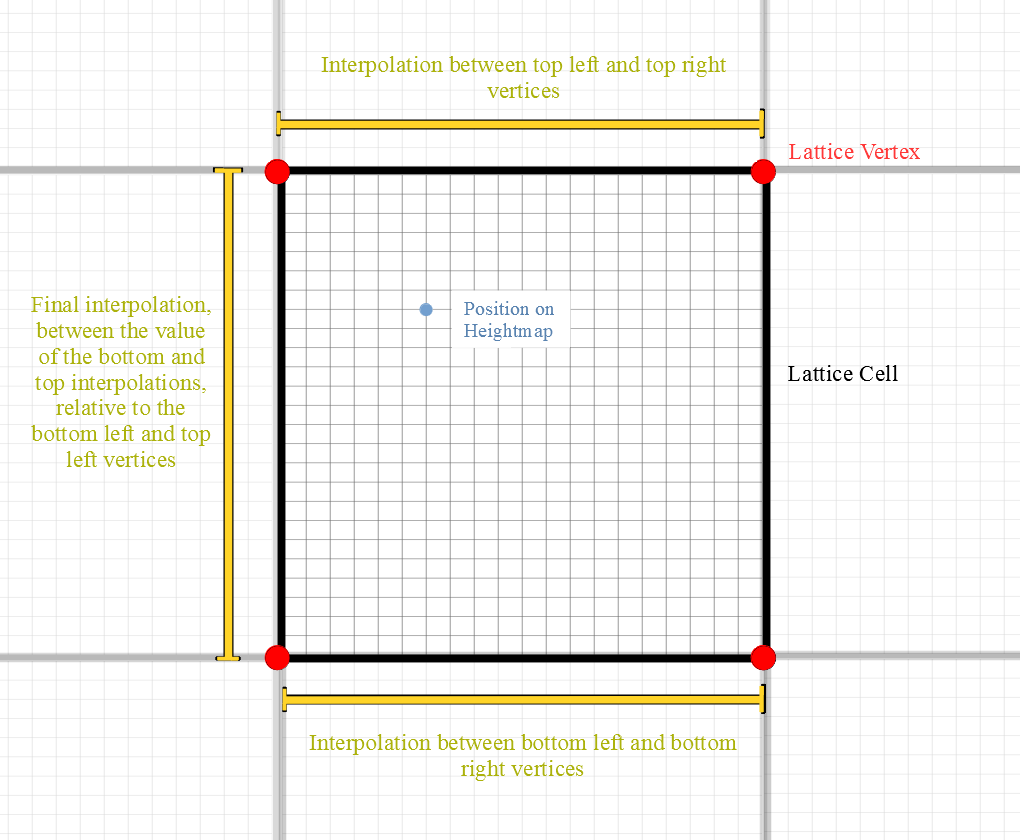 Interpolation between top left and top right
vertices
Lattice Vertex
Final interpolation,
between the value
of the bottom and
top interpolations,
relative to the
bottom left and top
left vertices
Position on
Heightmap
Lattice Cell
Interpolation between bottom left and bottom
right vertices